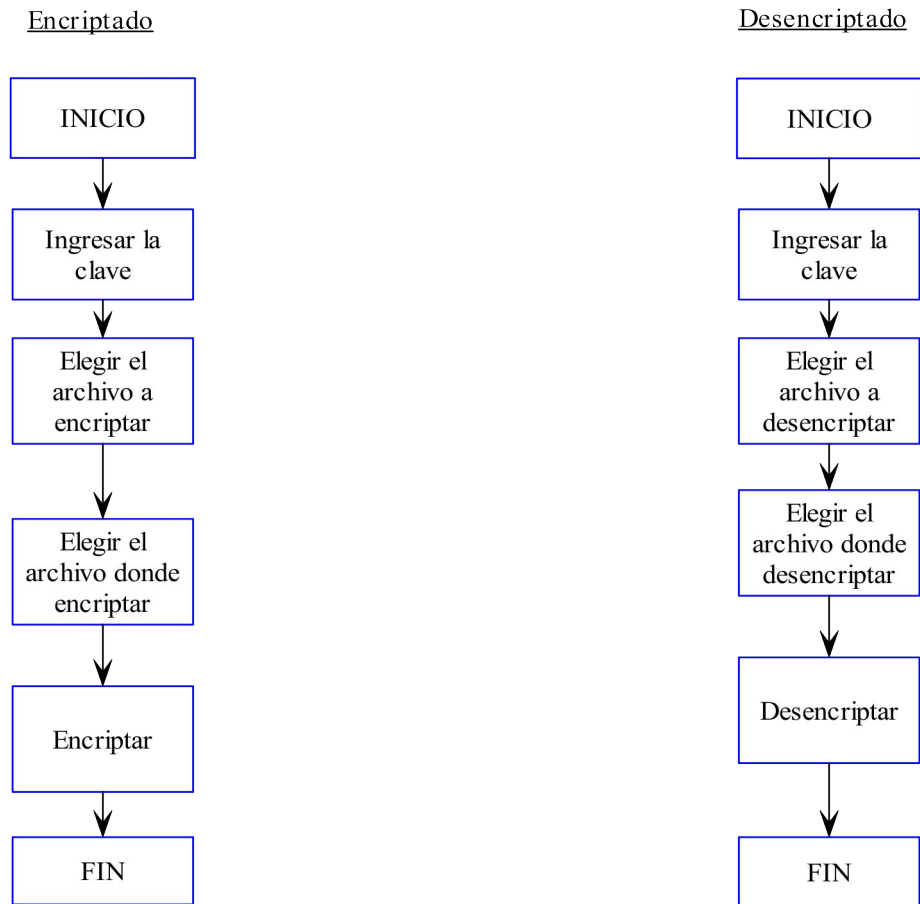 Encriptado
INICIO
Ingresar la
clave
Elegir el
archivo a
encriptar
Elegir el
archivo donde
encriptar
Encriptar
FIN
Desencriptado
INICIO
Ingresar la
clave
Elegir el
archivo a
desencriptar
Elegir el
archivo donde
desencriptar
Desencriptar
FIN